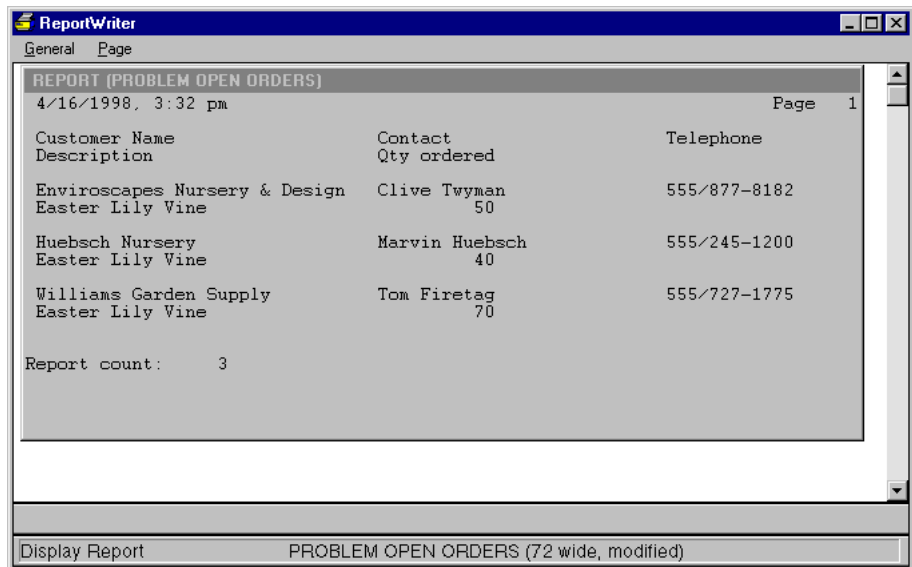 ReportWriter
General Page
REPORT (PROBLEM OPEN ORDERS)
4/16/1998, 3:32 pm Page 1
Customer Name Contact Telephone
Description Qty ordered
Enviroscapes Nursery & Design Clive Twyman 555/877-8182
Easter Lily Vine 50
Huebsch Nursery Marvin Huebsch 555/245-1200
Easter Lily Vine 40
Williams Garden Supply Tom Firetag 555/727-1775
Easter Lily Vine 70
Report count: 3
Display Report PROBLEM OPEN ORDERS (72 wide, modified)